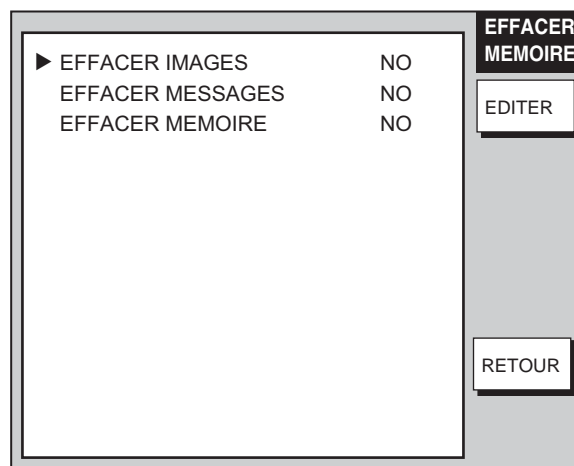 EFFACER IMAGES NO
EFFACER MESSAGES NO
EFFACER MEMOIRE NO
EFFACER
MEMOIRE
EDITER
RETOUR